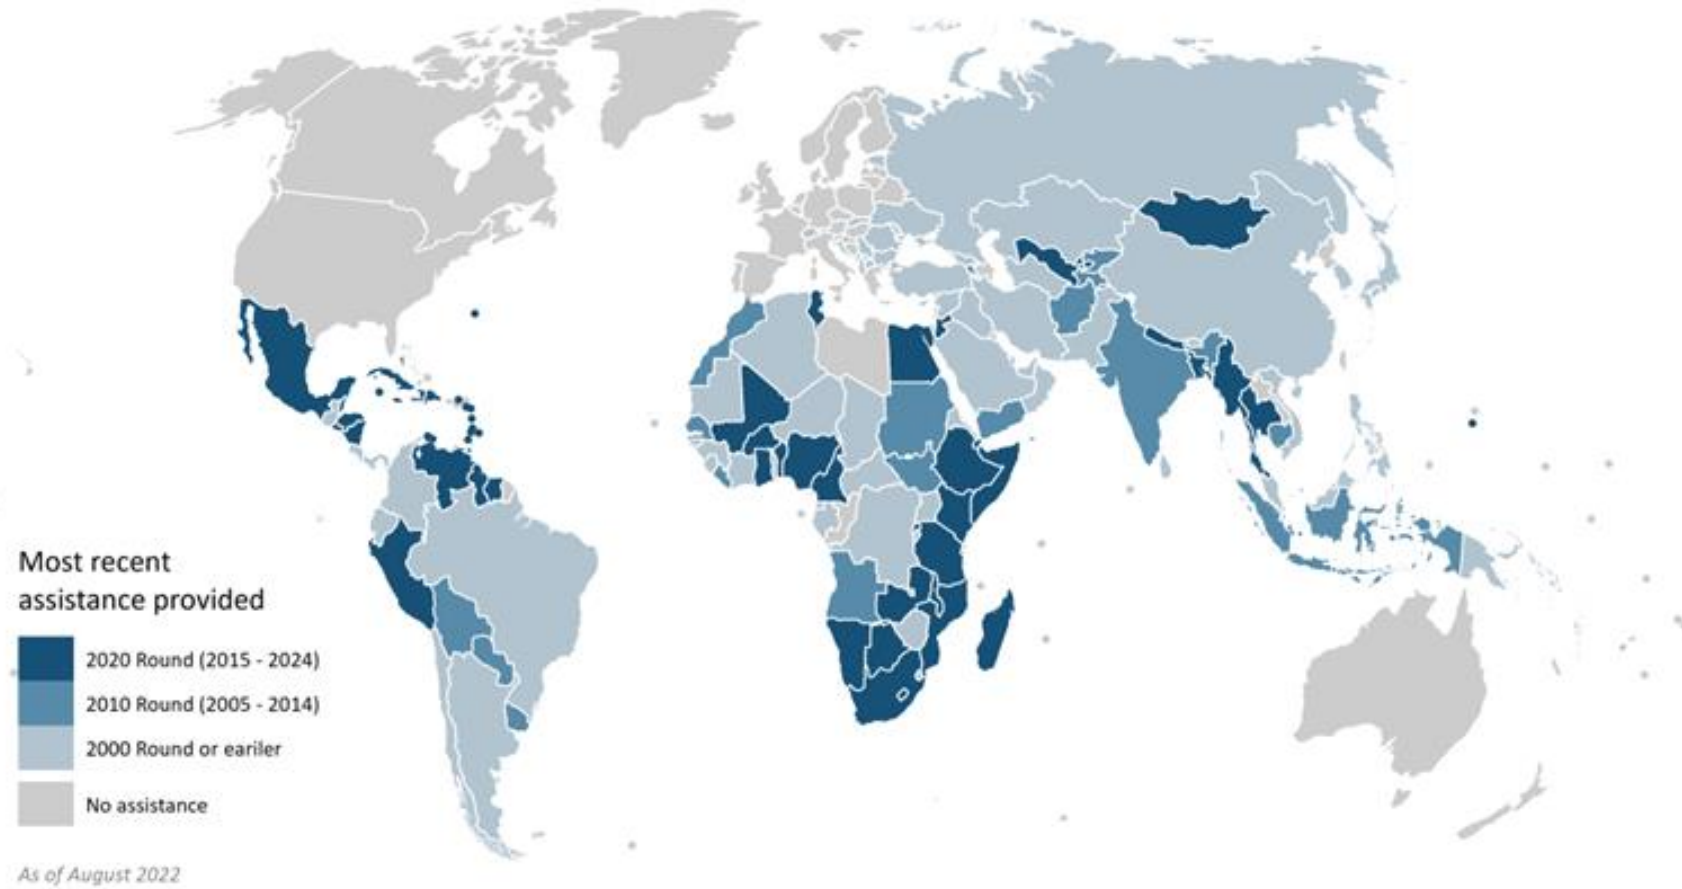 Most recent
assistance provided
2020 Round (2015 - 2024)
2010 Round (2005 - 2014)
2000 Round or eariler
No assistance
As of August 2022